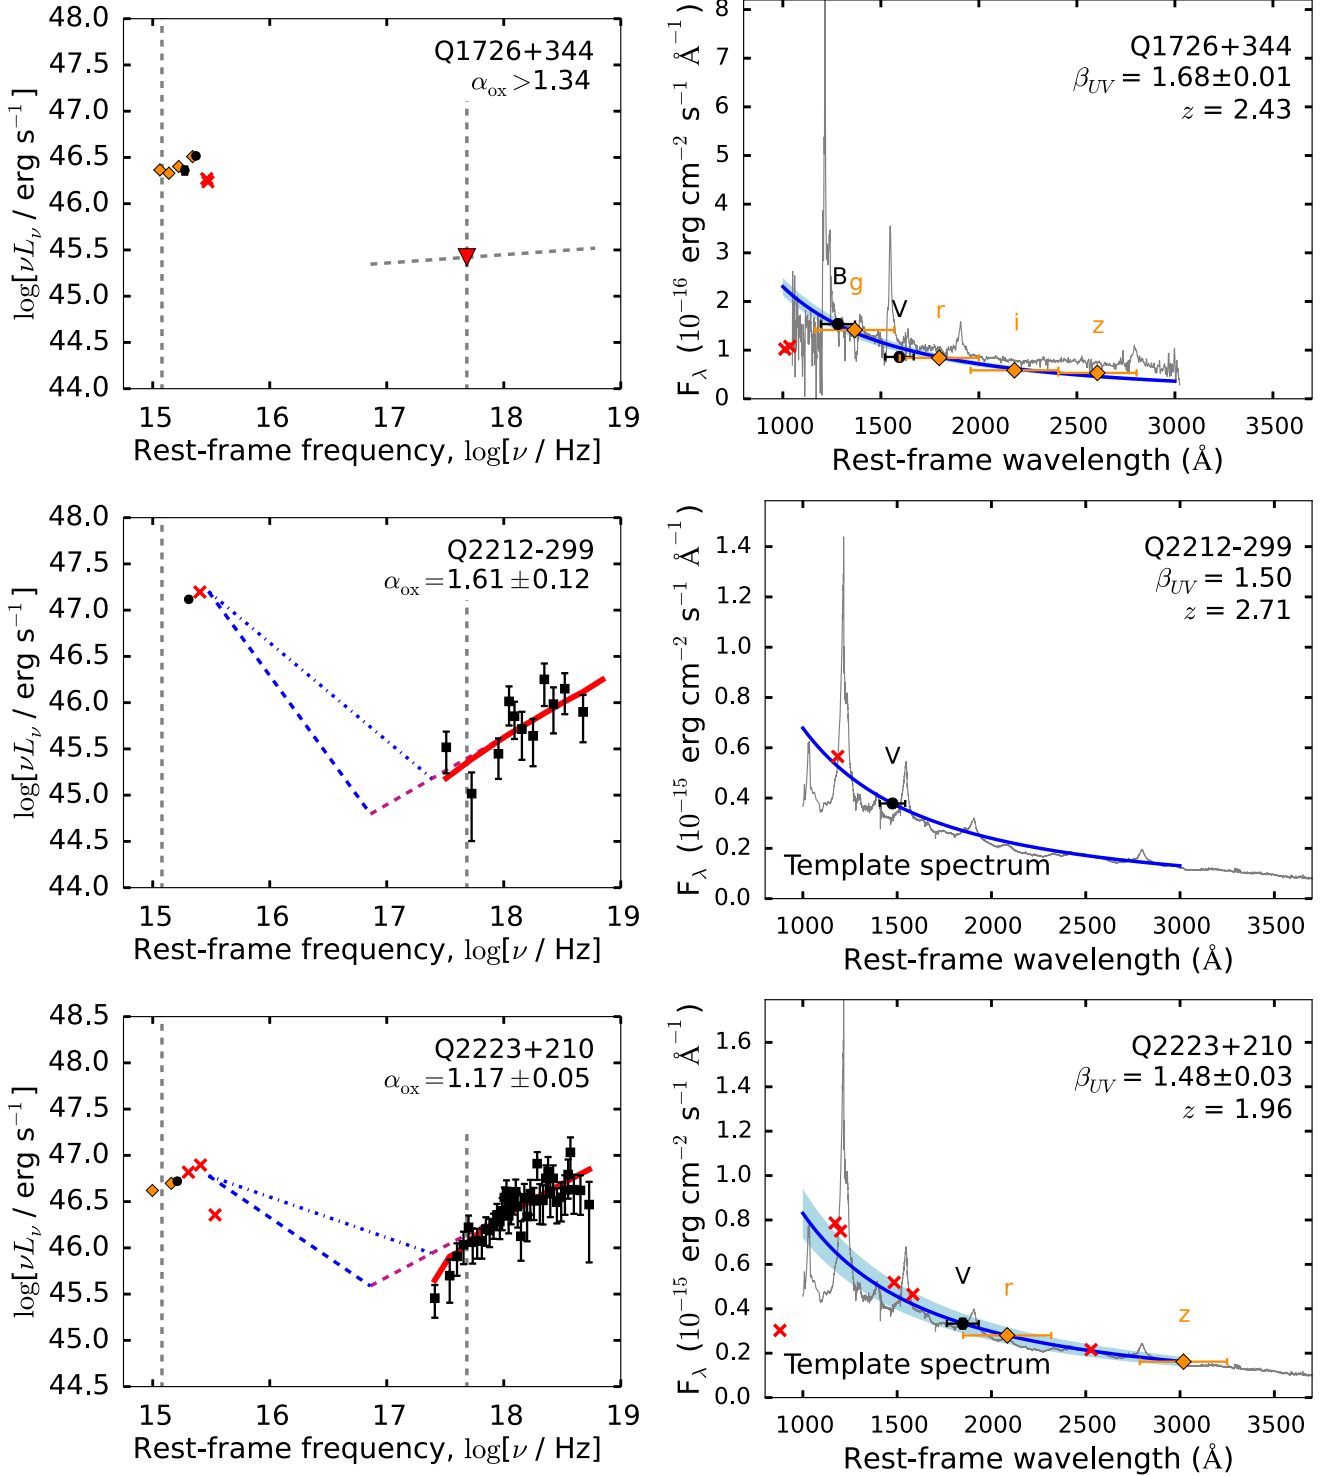 48.0
47.5
47.0
46.5
46.0
45.5
45.0
44.5
44.0
15 16 17 18 19
log[νLν / erg s⁻¹]
Rest-frame frequency, log[ν / Hz]
Q1726+344
αox >1.34
8
7
6
5
4
3
2
1
0
1000 1500 2000 2500 3000 3500
Fλ (10⁻¹⁶ erg cm⁻² s⁻¹ Å⁻¹)
Rest-frame wavelength (Å)
Q1726+344
βUV = 1.68±0.01
z = 2.43
B g V r i z
48.0
47.5
47.0
46.5
46.0
45.5
45.0
44.5
44.0
15 16 17 18 19
log[νLν / erg s⁻¹]
Rest-frame frequency, log[ν / Hz]
Q2212-299
αox =1.61 ±0.12
1.4
1.2
1.0
0.8
0.6
0.4
0.2
0.0
1000 1500 2000 2500 3000 3500
Fλ (10⁻¹⁵ erg cm⁻² s⁻¹ Å⁻¹)
Rest-frame wavelength (Å)
Q2212-299
βUV = 1.50
z = 2.71
V
Template spectrum
48.5
48.0
47.5
47.0
46.5
46.0
45.5
45.0
44.5
15 16 17 18 19
log[νLν / erg s⁻¹]
Rest-frame frequency, log[ν / Hz]
Q2223+210
αox =1.17 ±0.05
1.6
1.4
1.2
1.0
0.8
0.6
0.4
0.2
0.0
1000 1500 2000 2500 3000 3500
Fλ (10⁻¹⁵ erg cm⁻² s⁻¹ Å⁻¹)
Rest-frame wavelength (Å)
Q2223+210
βUV = 1.48±0.03
z = 1.96
V r z
Template spectrum